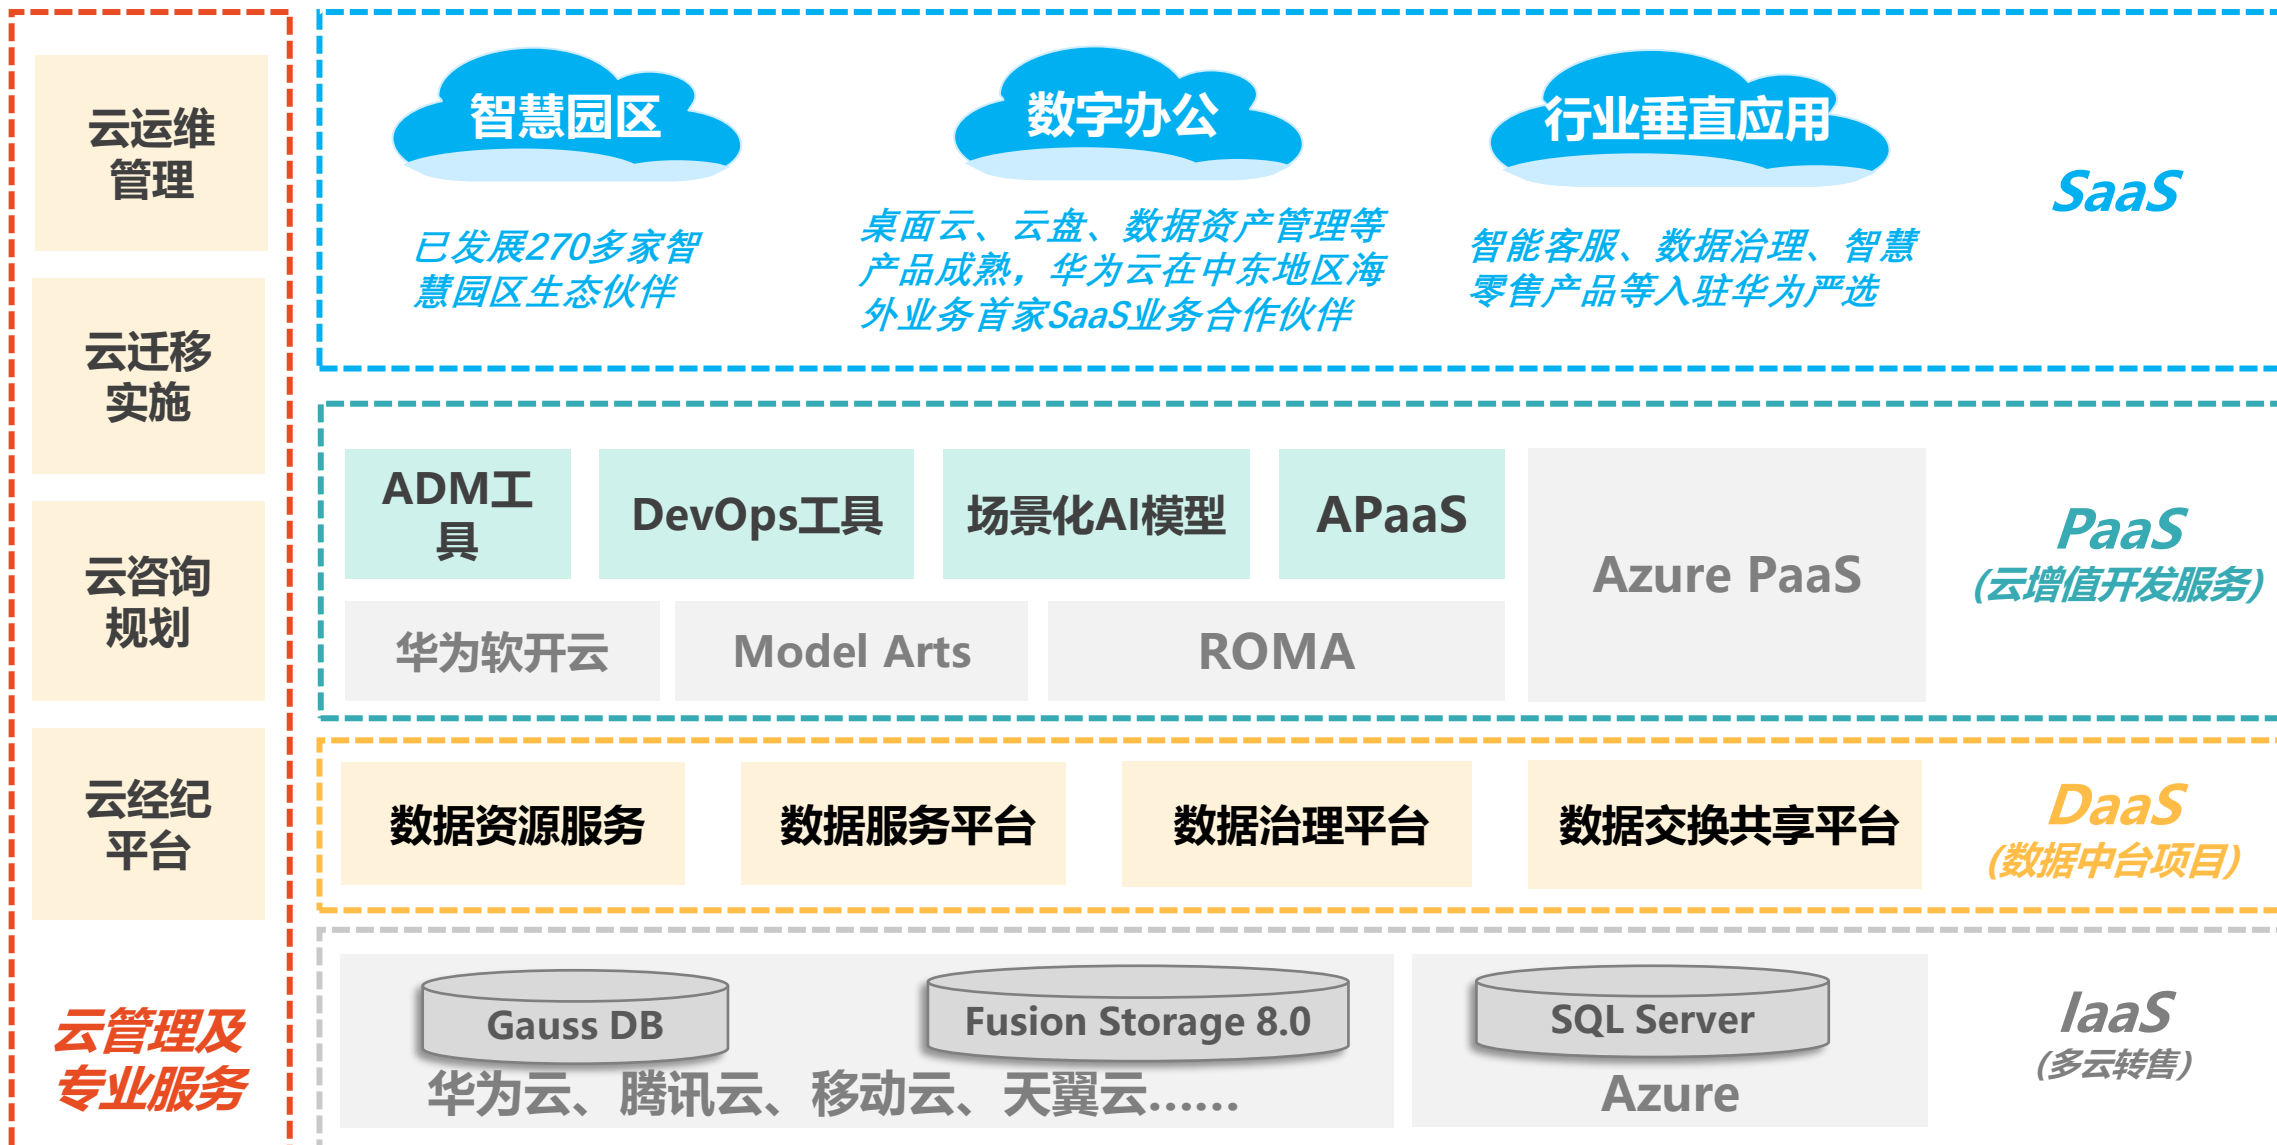 云运维
管理
云迁移
实施
云咨询
规划
云经纪
平台
云管理及
专业服务
智慧园区
已发展270多家智
慧园区生态伙伴
数字办公
桌面云、云盘、数据资产管理等
产品成熟，华为云在中东地区海
外业务首家SaaS业务合作伙伴
行业垂直应用
智能客服、数据治理、智慧
零售产品等入驻华为严选
SaaS
ADM工
具
DevOps工具
场景化AI模型
APaaS
Azure PaaS
华为软开云
Model Arts
ROMA
PaaS
(云增值开发服务)
数据资源服务
数据服务平台
数据治理平台
数据交换共享平台
DaaS
(数据中台项目)
Gauss DB
Fusion Storage 8.0
华为云、腾讯云、移动云、天翼云……
SQL Server
Azure
IaaS
(多云转售)